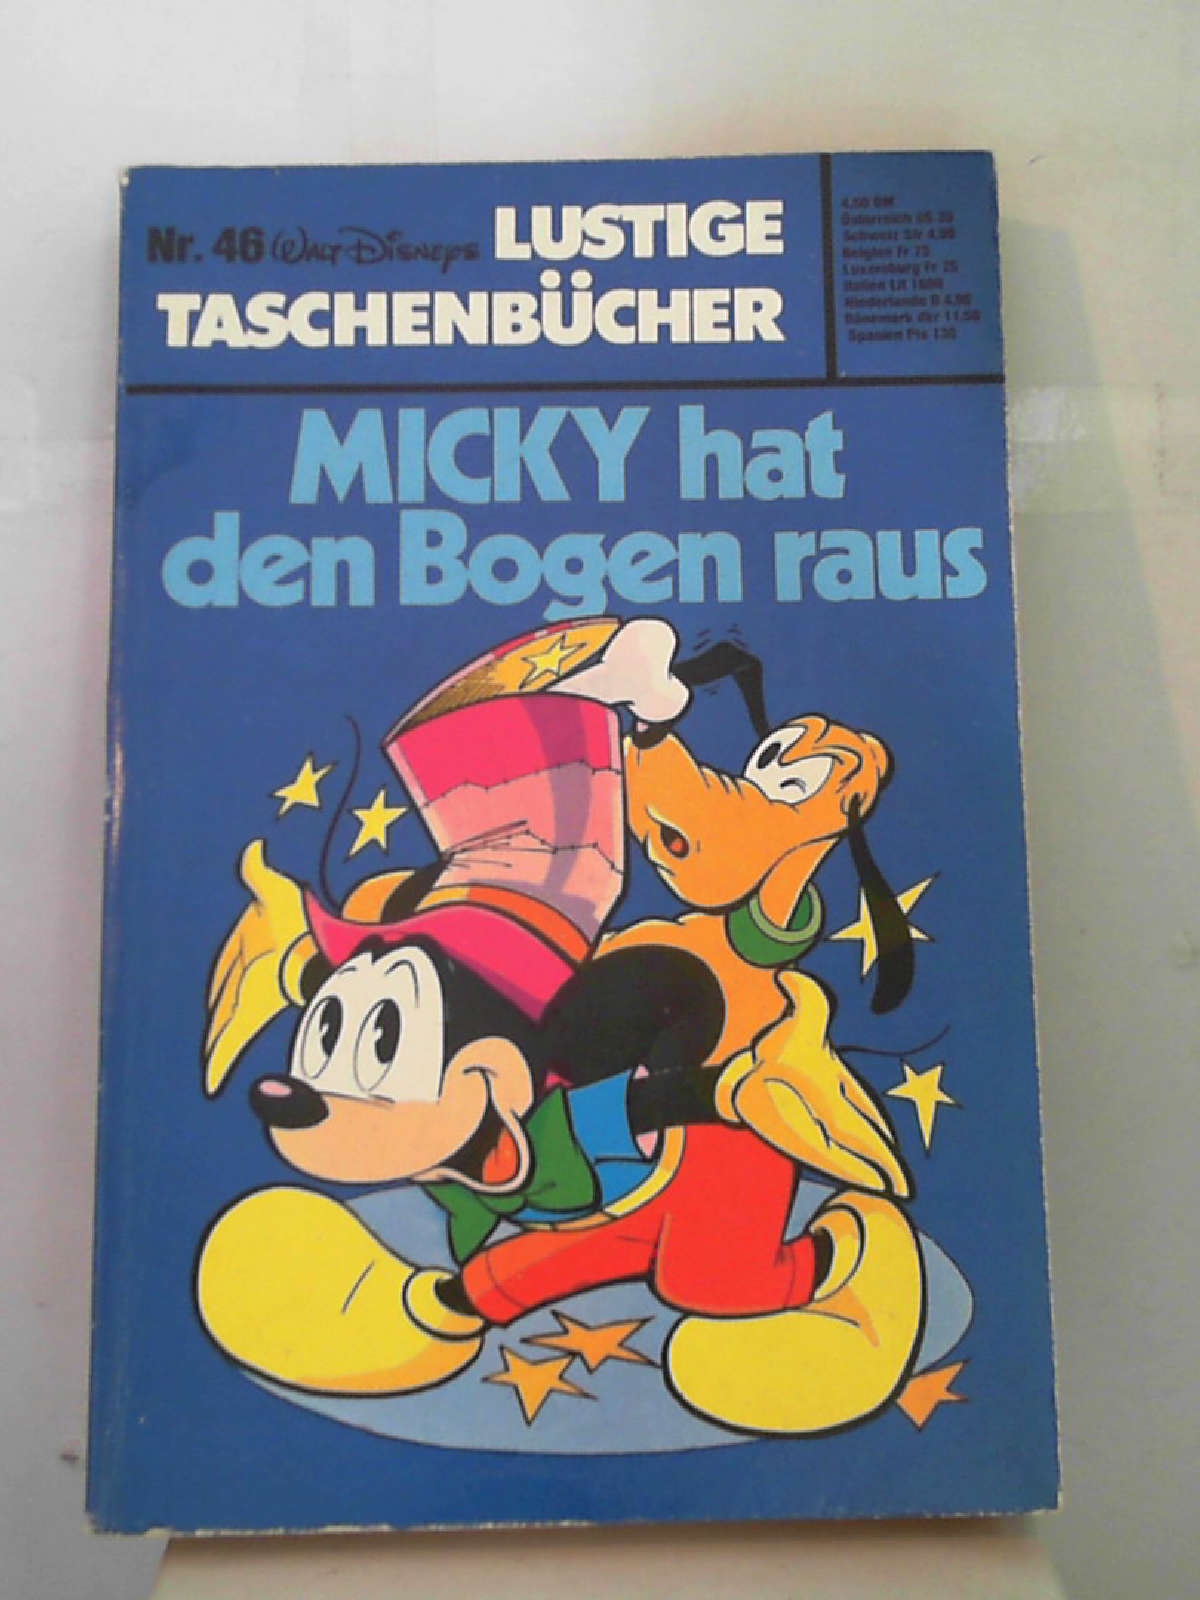 Nr. 46 Walt Disneys LUSTIGE
TASCHENBÜCHER
4,50 DM
Österreich öS 35
Schweiz Sfr 4,90
Belgien Fr 75
Luxemburg Fr 75
Italien Lit 1800
Niederlande fl 4,90
Dänemark dkr 11,50
Spanien Pts 130
MICKY hat
den Bogen raus